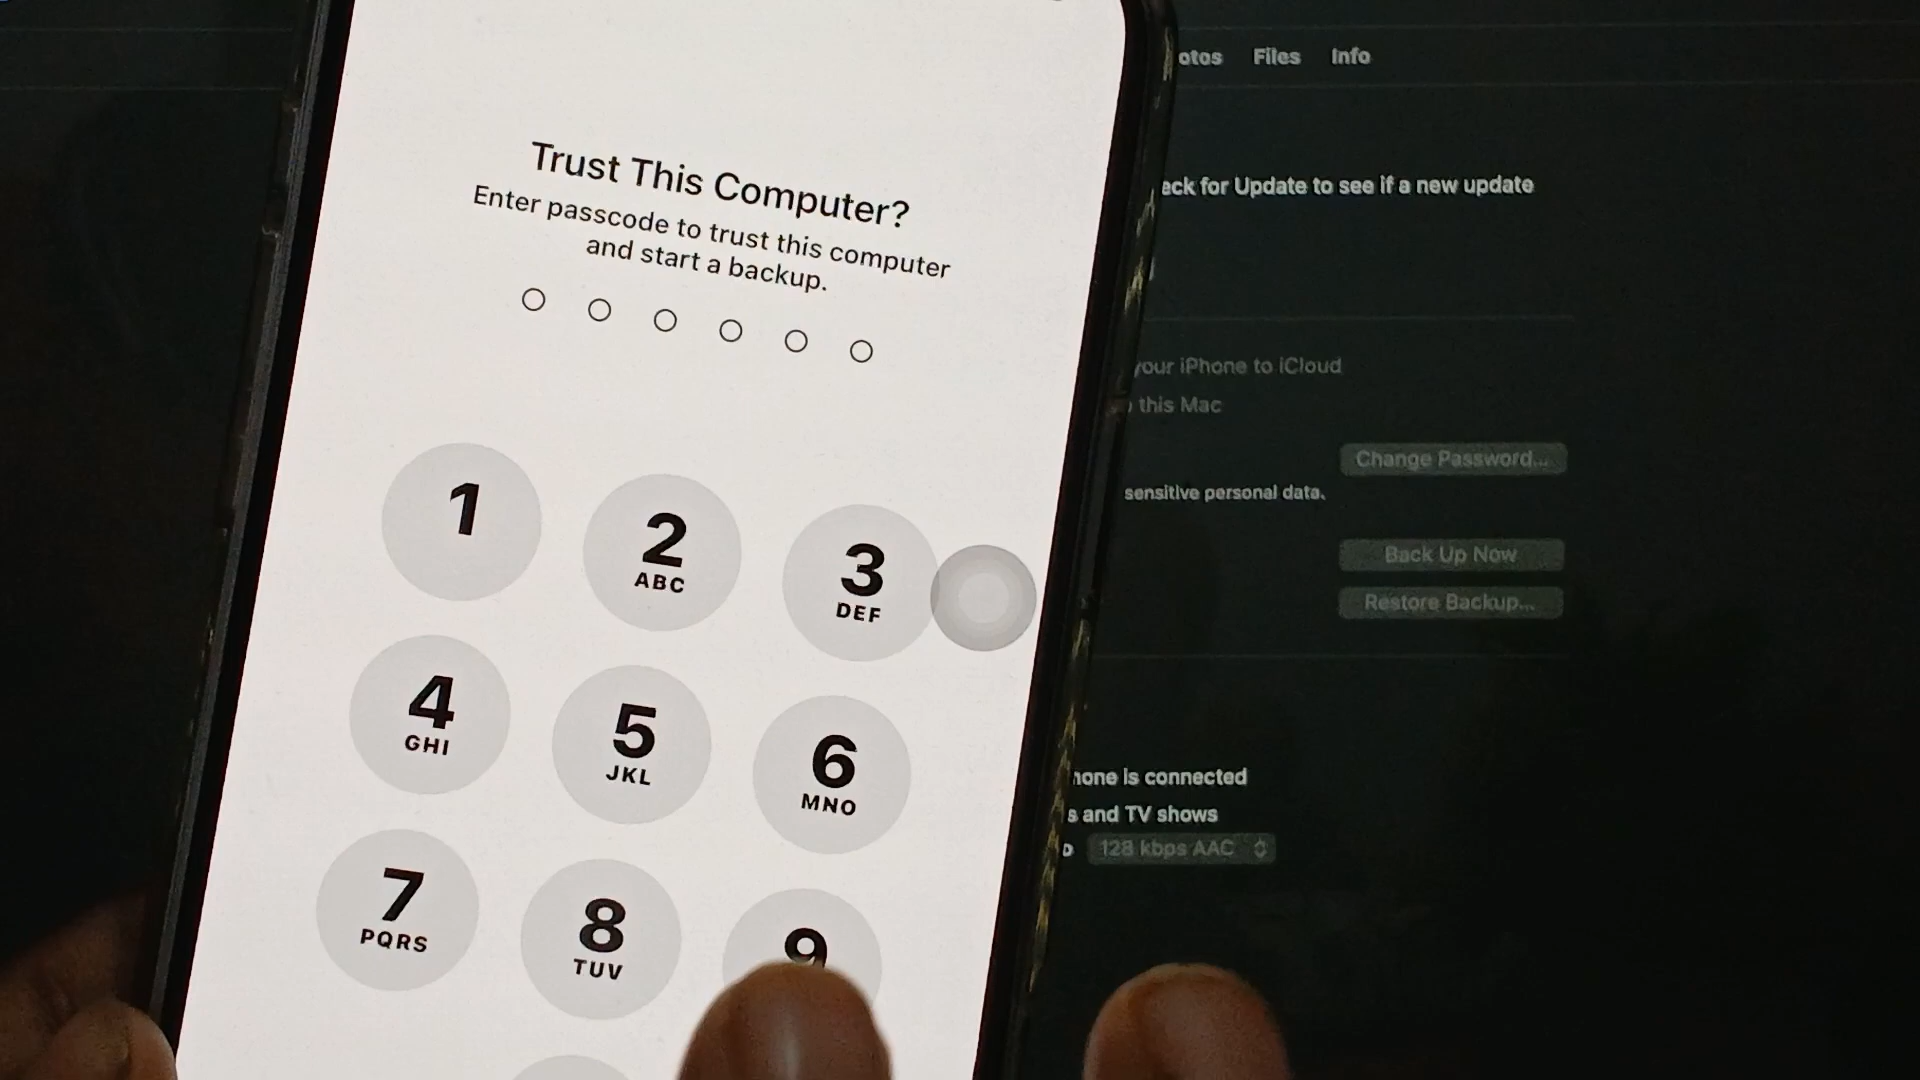 Trust This Computer?
Enter passcode to trust this computer
and start a backup.
1
2
ABC
3
DEF
4
GHI
5
JKL
6
MNO
7
PQRS
8
TUV
9
Files Info
for Update to see if a new update
your iPhone to iCloud
this Mac
Change Password...
sensitive personal data.
Back Up Now
Restore Backup...
is connected
and TV shows
128 kbps AAC